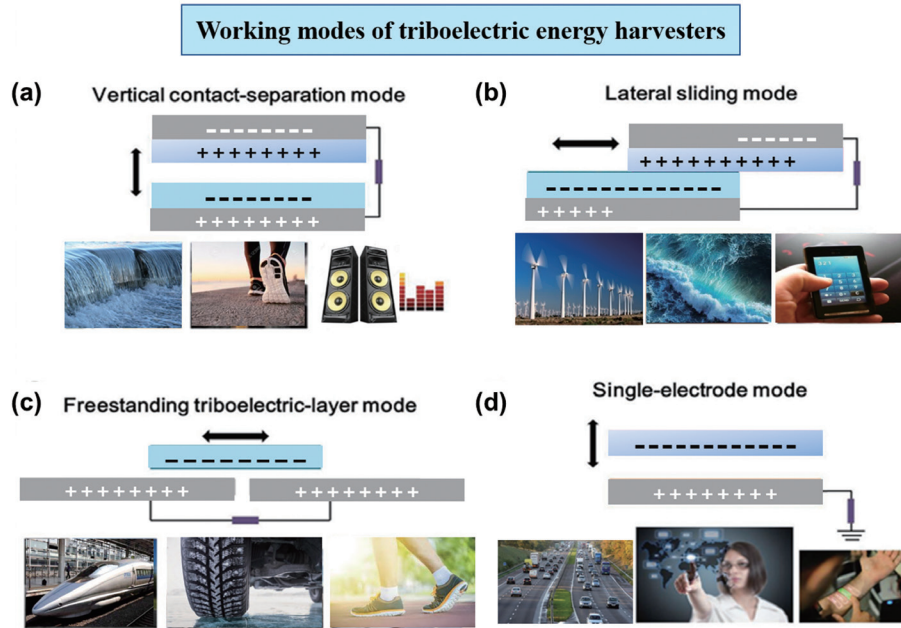 Working modes of triboelectric energy harvesters
(a)
Vertical contact-separation mode
− − − − − − − −
+ + + + + + + +
− − − − − − − −
+ + + + + + + +
(b)
Lateral sliding mode
− − − − − −
+ + + + + + + + + +
− − − − − − − − − − − − −
+ + + + +
(c)
Freestanding triboelectric-layer mode
− − − − − − − −
+ + + + + + + + + + + + + + + +
(d)
Single-electrode mode
− − − − − − − − − − − −
+ + + + + + + +